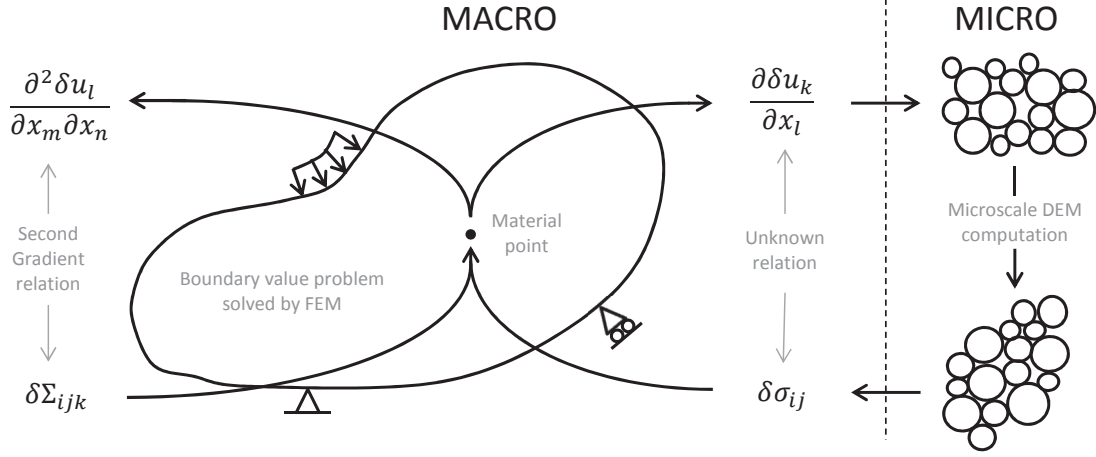 MACRO
MICRO
∂²δu_l
∂x_m∂x_n
∂δu_k
∂x_l
Second
Gradient
relation
Material
point
Boundary value problem
solved by FEM
Unknown
relation
Microscale DEM
computation
δΣ_ijk
δσ_ij